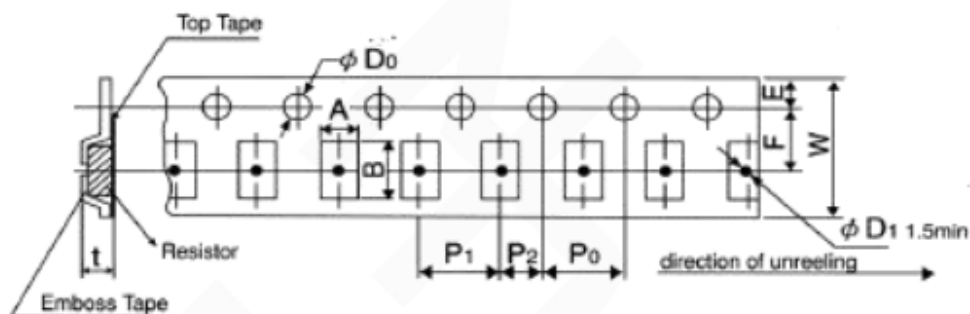 Top Tape
ϕ D0
A
B
E
F
W
ϕ D1 1.5min
P1
P2
P0
direction of unreeling
Resistor
t
Emboss Tape